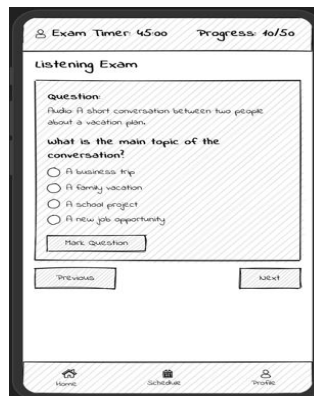 Exam Timer: 45:00 Progress: 10/50
Listening Exam
Question:
Audio: A short conversation between two people
about a vacation plan.
What is the main topic of the
conversation?
A business trip
A family vacation
A school project
A new job opportunity
Mark Question
Previous Next
Home Schedule Profile